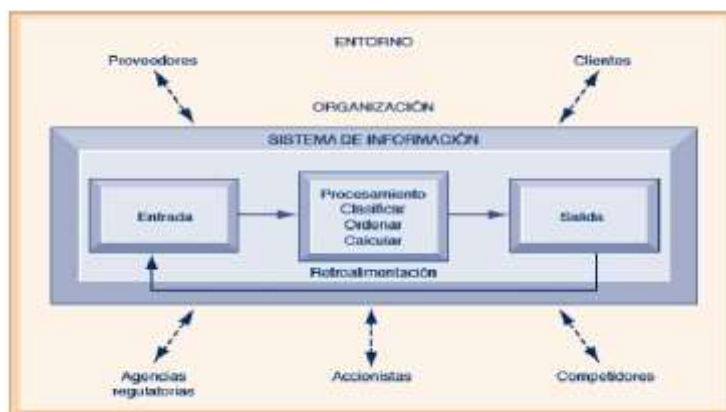 ENTORNO
Proveedores
Clientes
ORGANIZACIÓN
SISTEMA DE INFORMACIÓN
Entrada
Procesamiento
Clasificar
Ordenar
Calcular
Salida
Retroalimentación
Agencias
regulatorias
Accionistas
Competidores